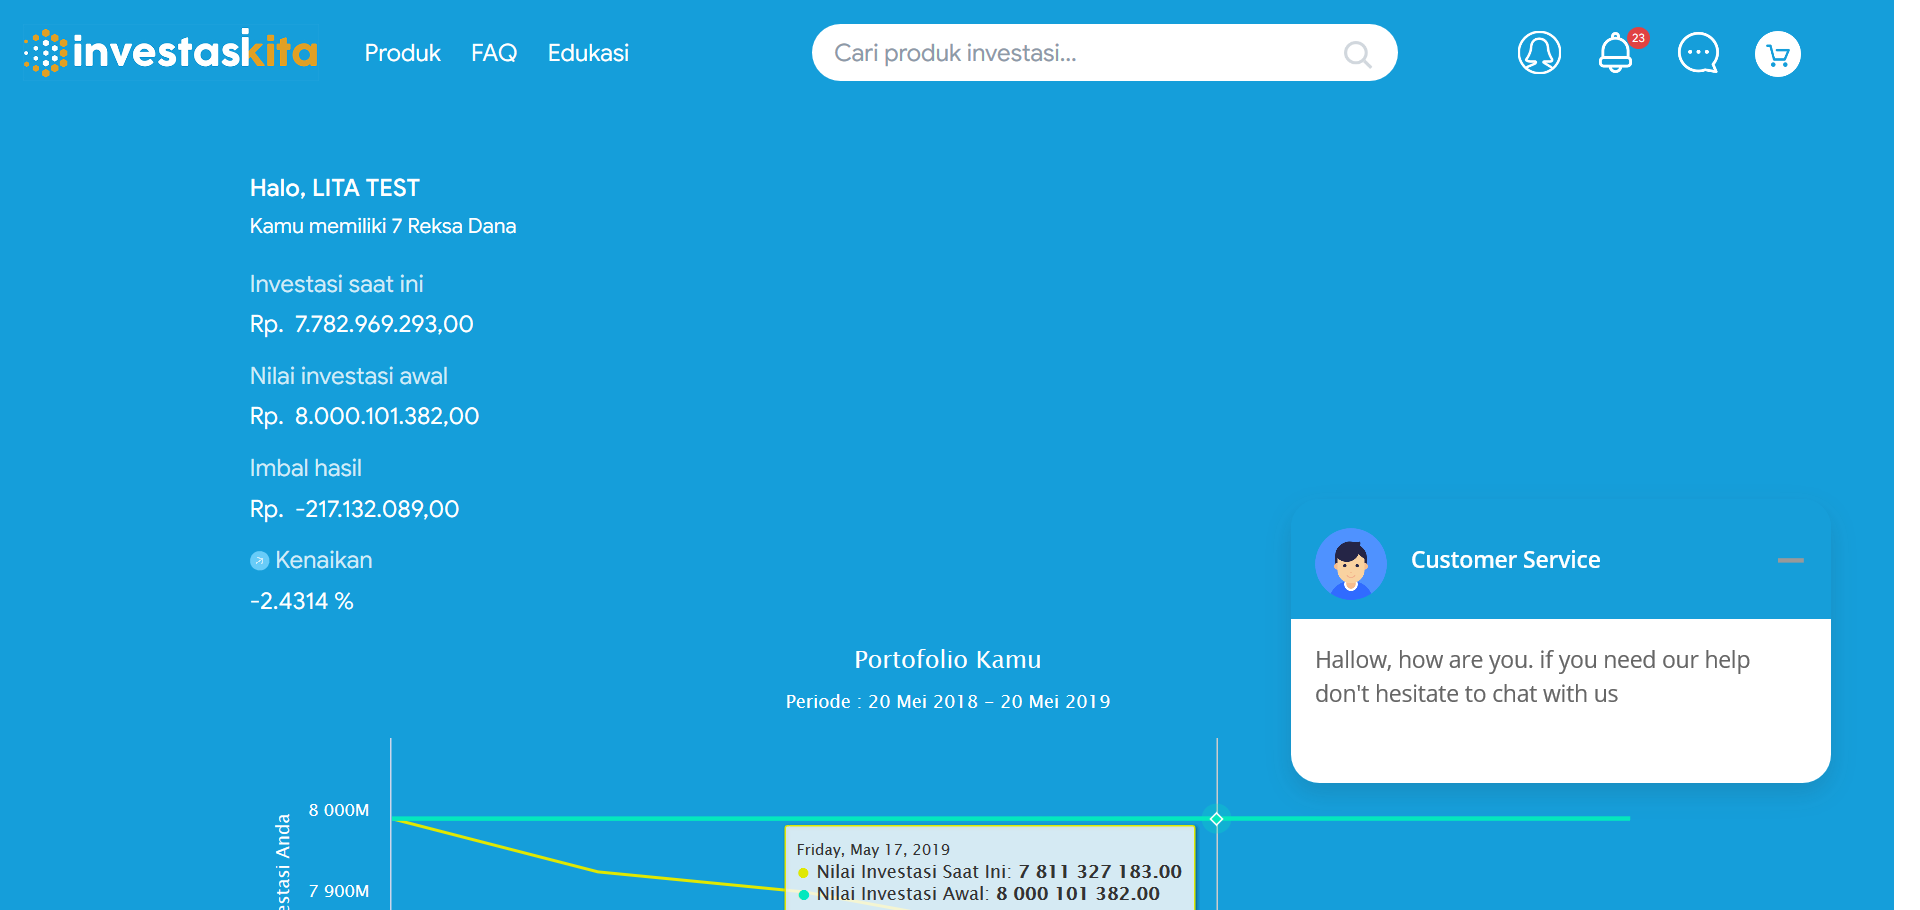 investasikita
Produk FAQ Edukasi
Cari produk investasi...
23
Halo, LITA TEST
Kamu memiliki 7 Reksa Dana
Investasi saat ini
Rp. 7.782.969.293,00
Nilai investasi awal
Rp. 8.000.101.382,00
Imbal hasil
Rp. -217.132.089,00
Kenaikan
-2.4314 %
Customer Service
Hallow, how are you. if you need our help
don't hesitate to chat with us
Portofolio Kamu
Periode : 20 Mei 2018 – 20 Mei 2019
8 000M
7 900M
Anda
Friday, May 17, 2019
Nilai Investasi Saat Ini: 7 811 327 183.00
Nilai Investasi Awal: 8 000 101 382.00